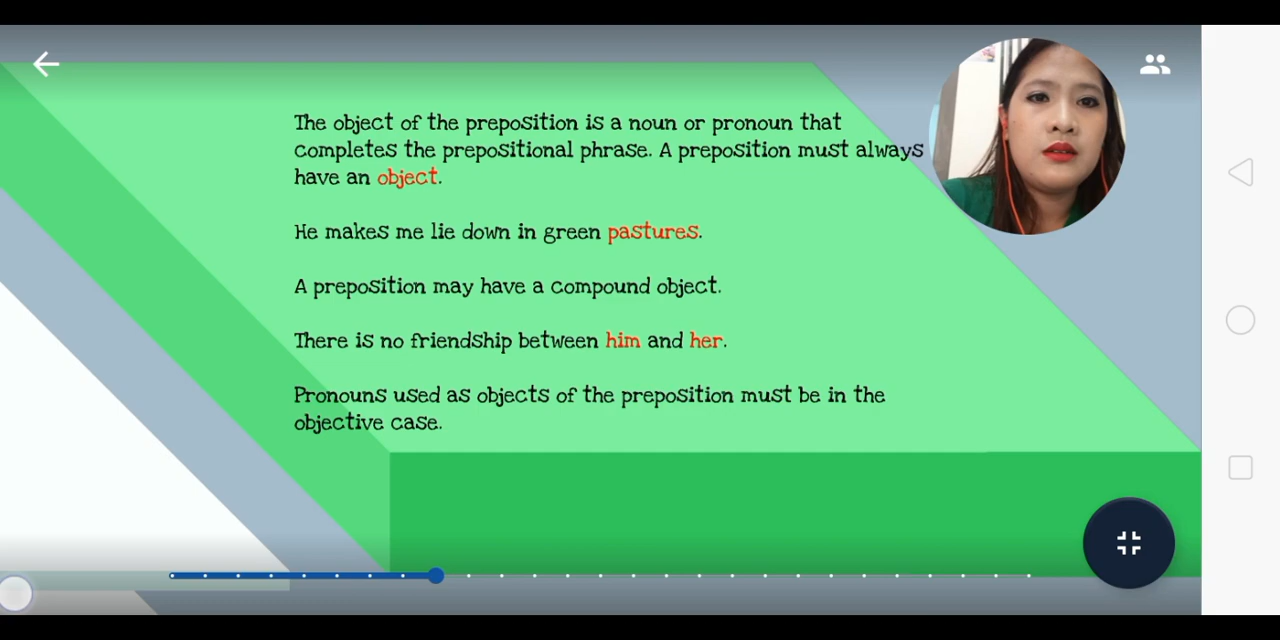 The object of the preposition is a noun or pronoun that
completes the prepositional phrase. A preposition must always
have an object.
He makes me lie down in green pastures.
A preposition may have a compound object.
There is no friendship between him and her.
Pronouns used as objects of the preposition must be in the
objective case.